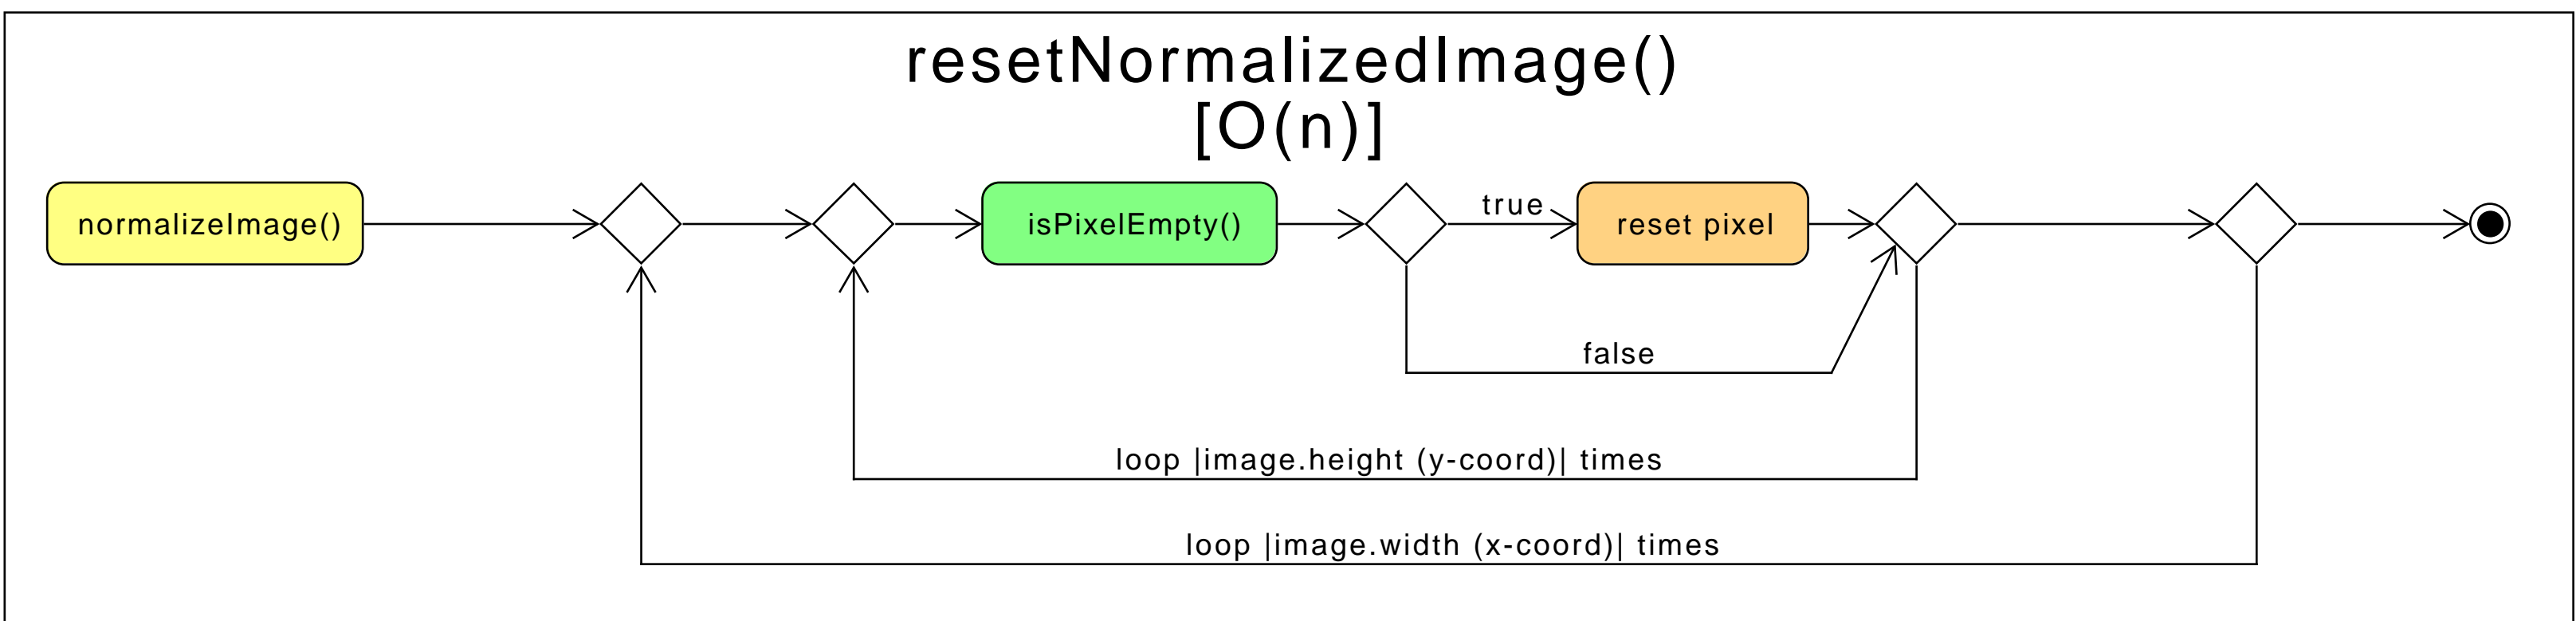 resetNormalizedImage()
[O(n)]
normalizeImage()
isPixelEmpty()
true
reset pixel
false
loop |image.height (y-coord)| times
loop |image.width (x-coord)| times